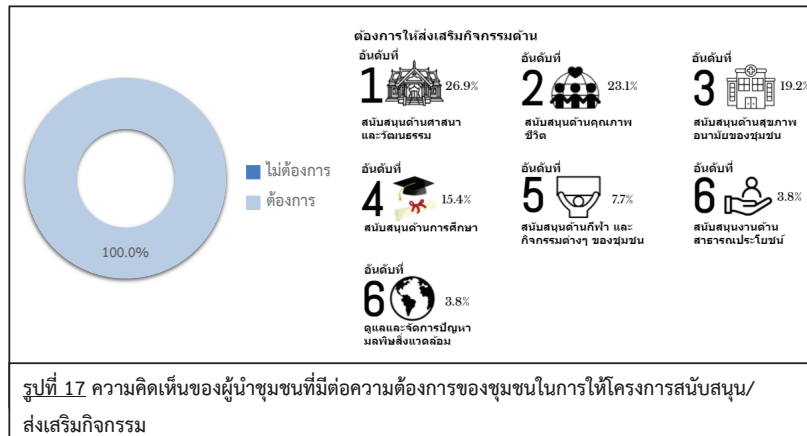 ต้องการให้ส่งเสริมกิจกรรมด้าน
อันดับที่
1 26.9%
สนับสนุนด้านศาสนา
และวัฒนธรรม
อันดับที่
2 23.1%
สนับสนุนด้านคุณภาพ
ชีวิต
อันดับที่
3 19.2%
สนับสนุนด้านสุขภาพ
อนามัยของชุมชน
ไม่ต้องการ
ต้องการ
100.0%
อันดับที่
4 15.4%
สนับสนุนด้านการศึกษา
อันดับที่
5 7.7%
สนับสนุนด้านกีฬา และ
กิจกรรมต่างๆ ของชุมชน
อันดับที่
6 3.8%
สนับสนุนงานด้าน
สาธารณประโยชน์
อันดับที่
6 3.8%
ดูแลและจัดการปัญหา
มลพิษสิ่งแวดล้อม
รูปที่ 17 ความคิดเห็นของผู้นำชุมชนที่มีต่อความต้องการของชุมชนในการให้โครงการสนับสนุน/
ส่งเสริมกิจกรรม